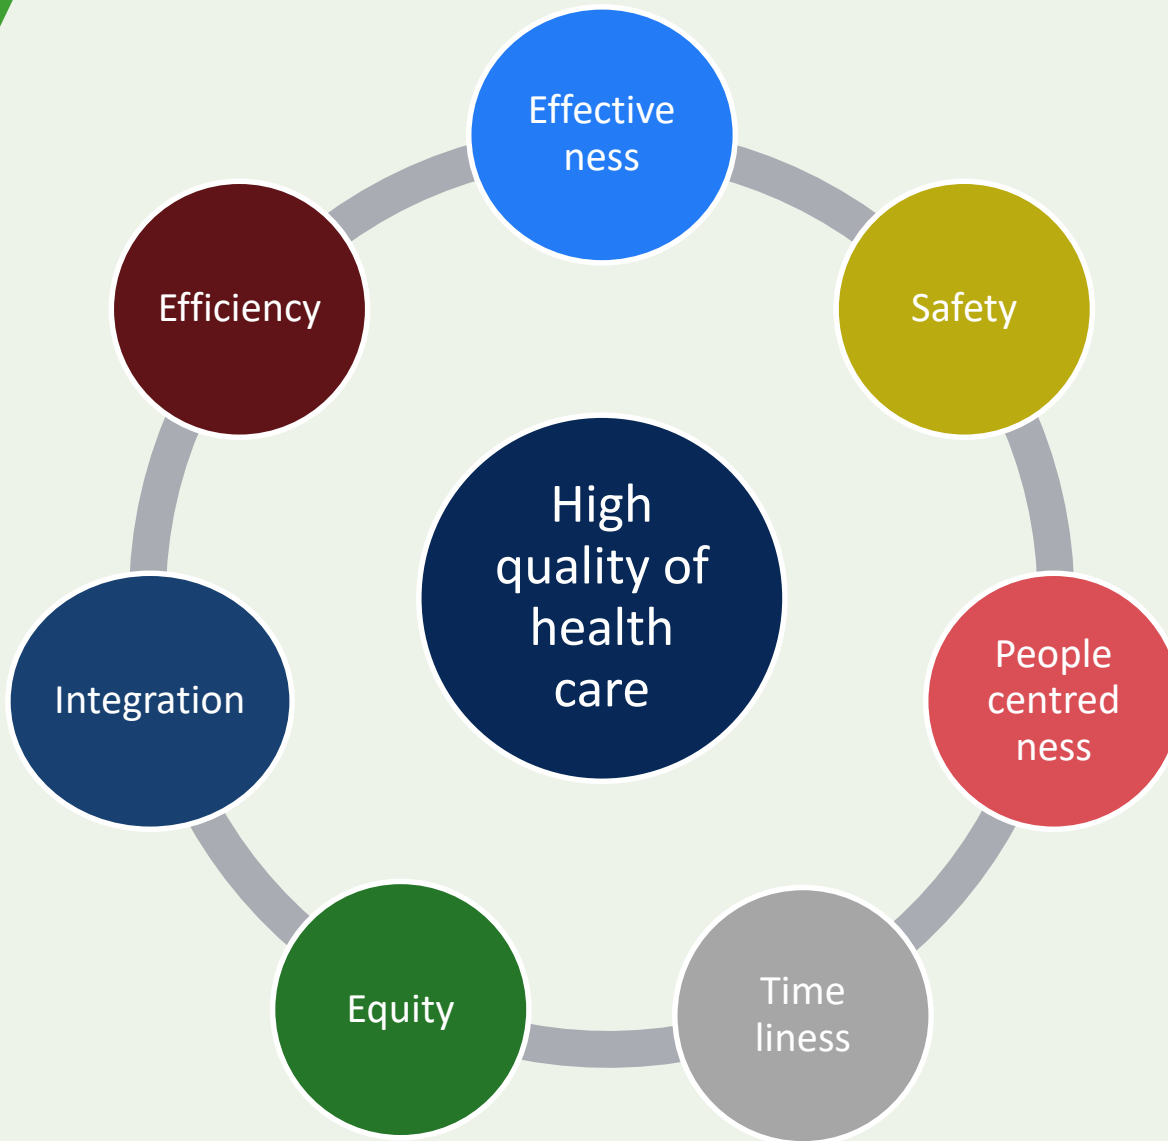 Effective
ness
Safety
People
centred
ness
Time
liness
Equity
Integration
Efficiency
High
quality of
health
care